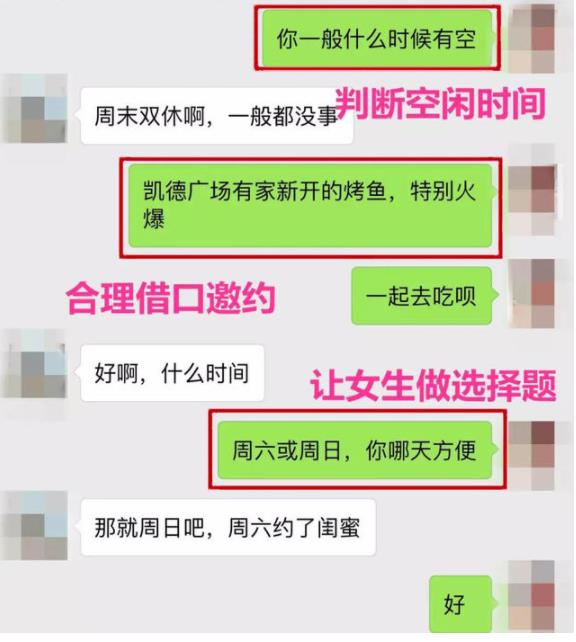 你一般什么时候有空
周末双休啊，一般都没事
判断空闲时间
凯德广场有家新开的烤鱼，特别火
爆
合理借口邀约
一起去吃呗
好啊，什么时间
让女生做选择题
周六或周日，你哪天方便
那就周日吧，周六约了闺蜜
好